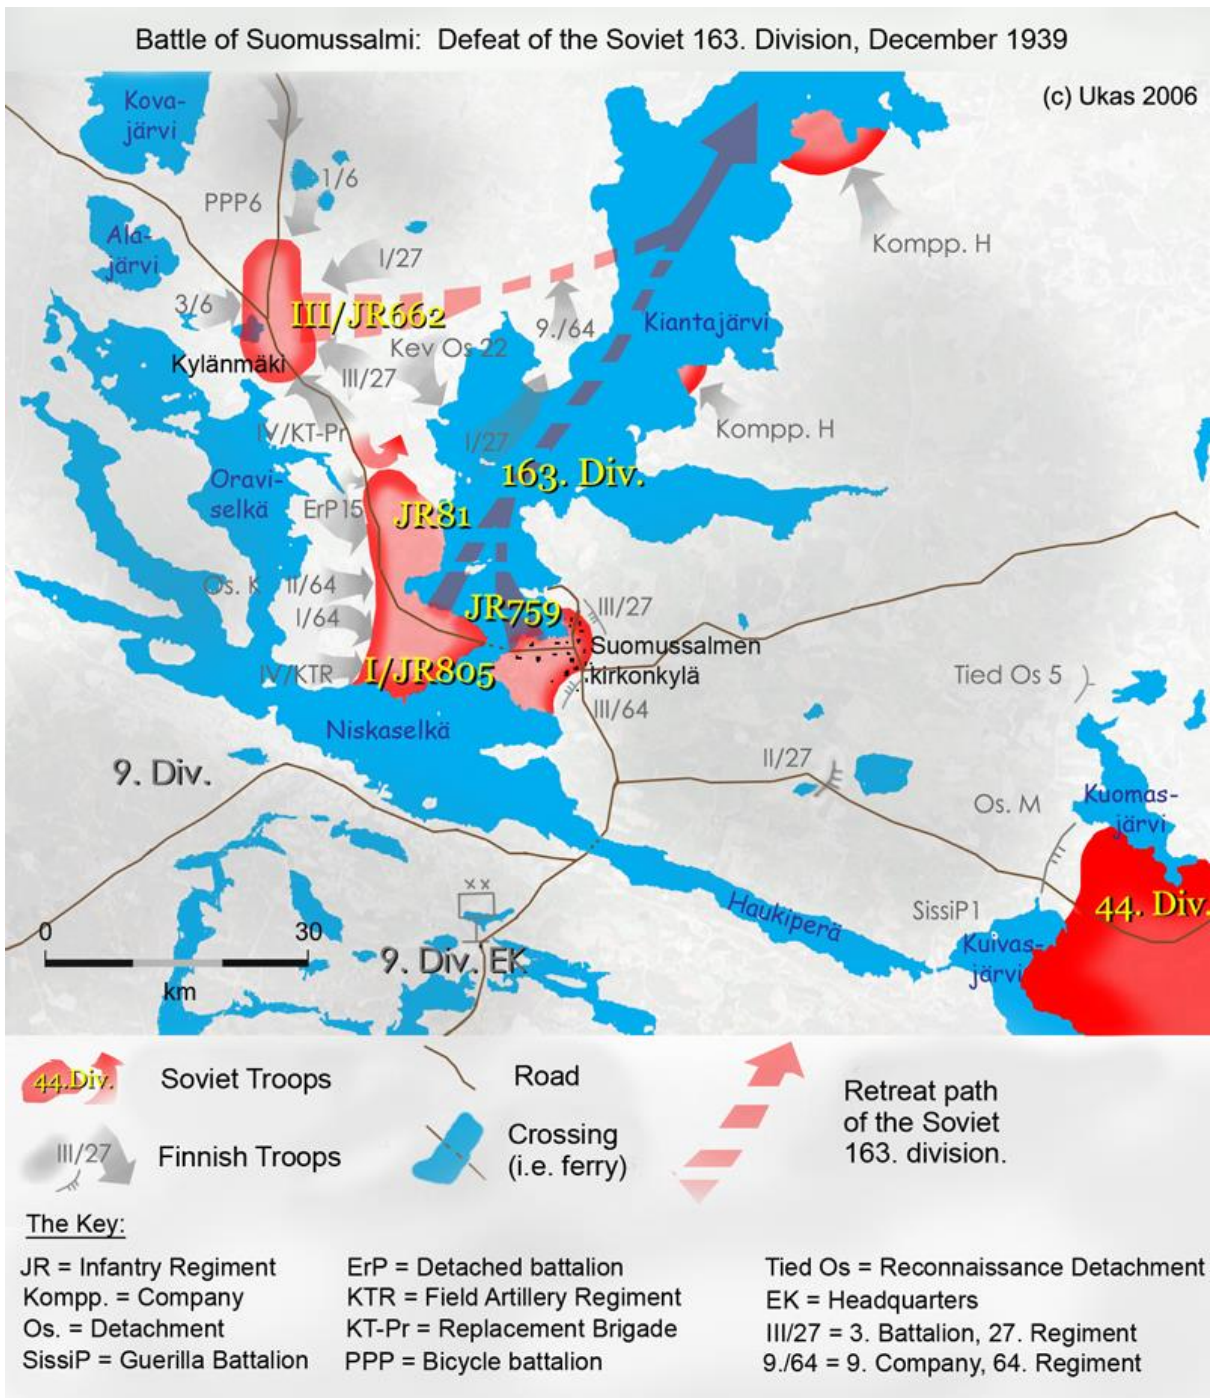 Battle of Suomussalmi: Defeat of the Soviet 163. Division, December 1939
(c) Ukas 2006
Kova-
järvi
PPP6
1/6
Ala-
järvi
I/27
Kompp. H
3/6
III/JR662
Kiantajärvi
9./64
Kev Os 22
Kylänmäki
III/27
Kompp. H
IV/KT-Pr
I/27
163. Div.
Oravi-
selkä
ErP15
JR81
Os. K
II/64
I/64
JR759
III/27
Suomussalmen
kirkonkylä
IV/KTR
I/JR805
Tied Os 5
III/64
Niskaselkä
9. Div.
II/27
Os. M
Kuomas-
järvi
xx
Haukiperä
SissiP1
44. Div.
Kuivas-
järvi
0
30
km
9. Div. EK
44.Div.
Soviet Troops
Road
Retreat path
of the Soviet
163. division.
III/27
Finnish Troops
Crossing
(i.e. ferry)
The Key:
JR = Infantry Regiment
Kompp. = Company
Os. = Detachment
SissiP = Guerilla Battalion
ErP = Detached battalion
KTR = Field Artillery Regiment
KT-Pr = Replacement Brigade
PPP = Bicycle battalion
Tied Os = Reconnaissance Detachment
EK = Headquarters
III/27 = 3. Battalion, 27. Regiment
9./64 = 9. Company, 64. Regiment